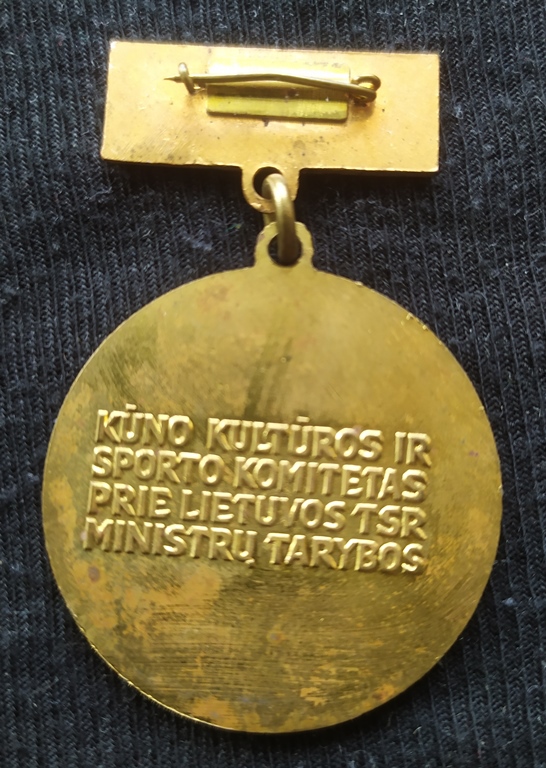 KŪNO KULTŪROS IR
SPORTO KOMITETAS
PRIE LIETUVOS TSR
MINISTRŲ TARYBOS